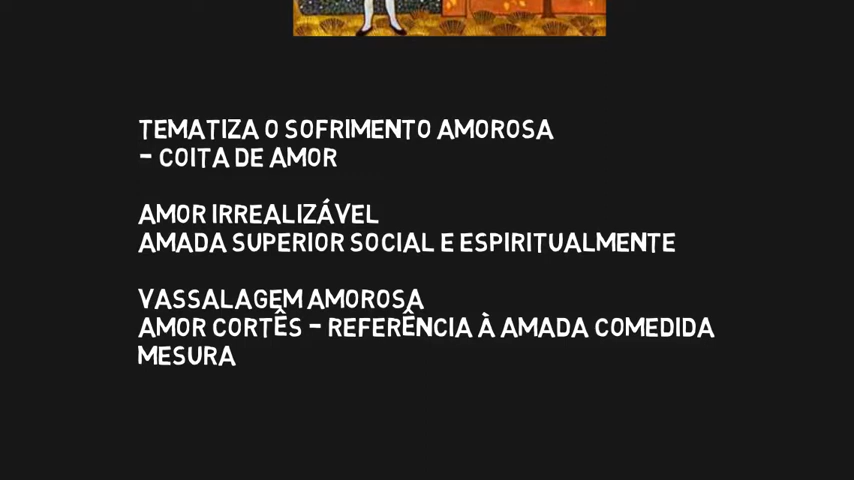 TEMATIZA O SOFRIMENTO AMOROSA
- COITA DE AMOR
AMOR IRREALIZÁVEL
AMADA SUPERIOR SOCIAL E ESPIRITUALMENTE
VASSALAGEM AMOROSA
AMOR CORTÊS - REFERÊNCIA À AMADA COMEDIDA
MESURA